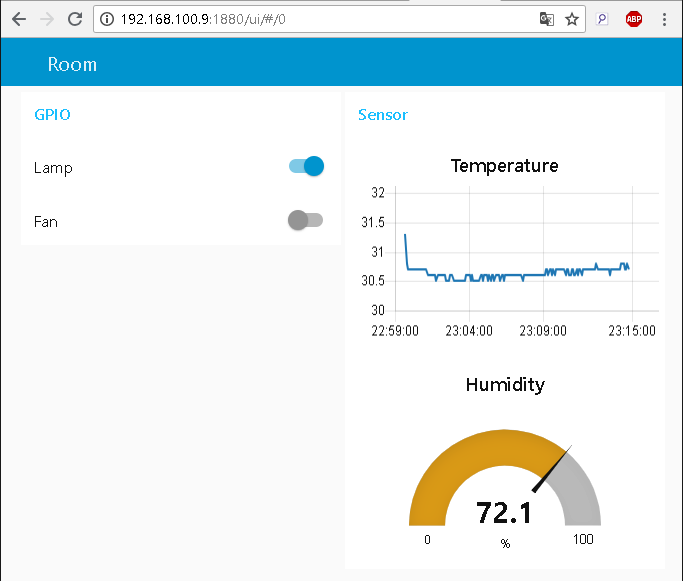 192.168.100.9:1880/ui/#/0
ABP
Room
GPIO
Lamp
Fan
Sensor
Temperature
32
31.5
31
30.5
30
22:59:00 23:04:00 23:09:00 23:15:00
Humidity
72.1
0 % 100